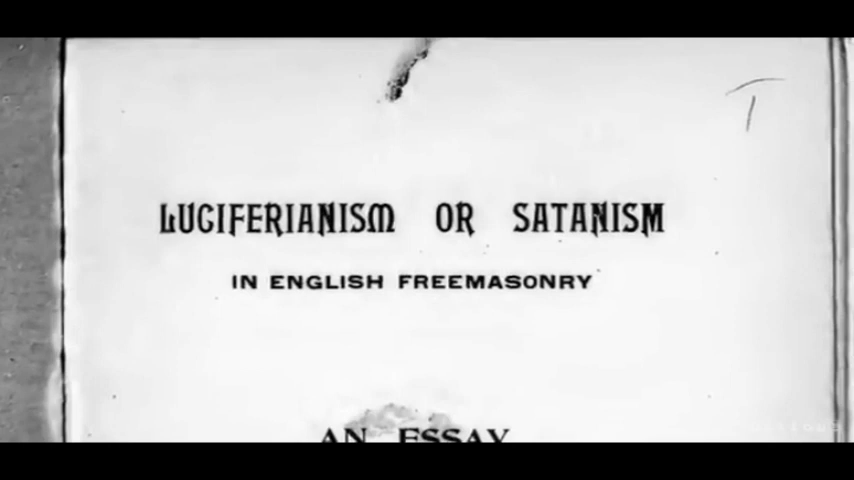 LUCIFERIANISM OR SATANISM
IN ENGLISH FREEMASONRY
AN ESSAY